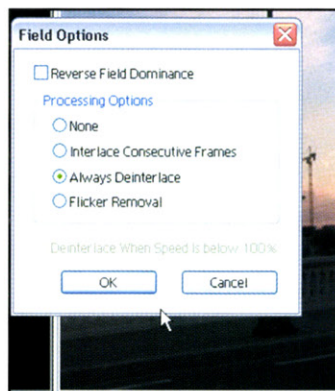 Field Options
Reverse Field Dominance
Processing Options
None
Interlace Consecutive Frames
Always Deinterlace
Flicker Removal
Deinterlace When Speed is below 100%
OK
Cancel